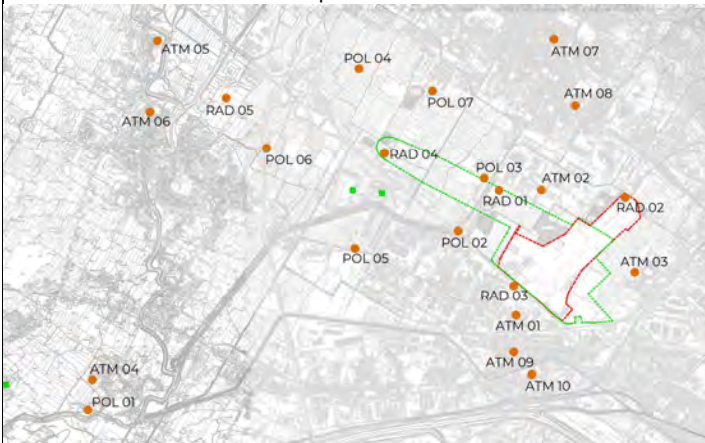 ATM 05
POL 04
ATM 07
RAD 05
POL 07
ATM 08
ATM 06
POL 06
RAD 04
POL 03
ATM 02
RAD 01
RAD 02
POL 02
POL 05
ATM 03
RAD 03
ATM 01
ATM 09
ATM 04
ATM 10
POL 01